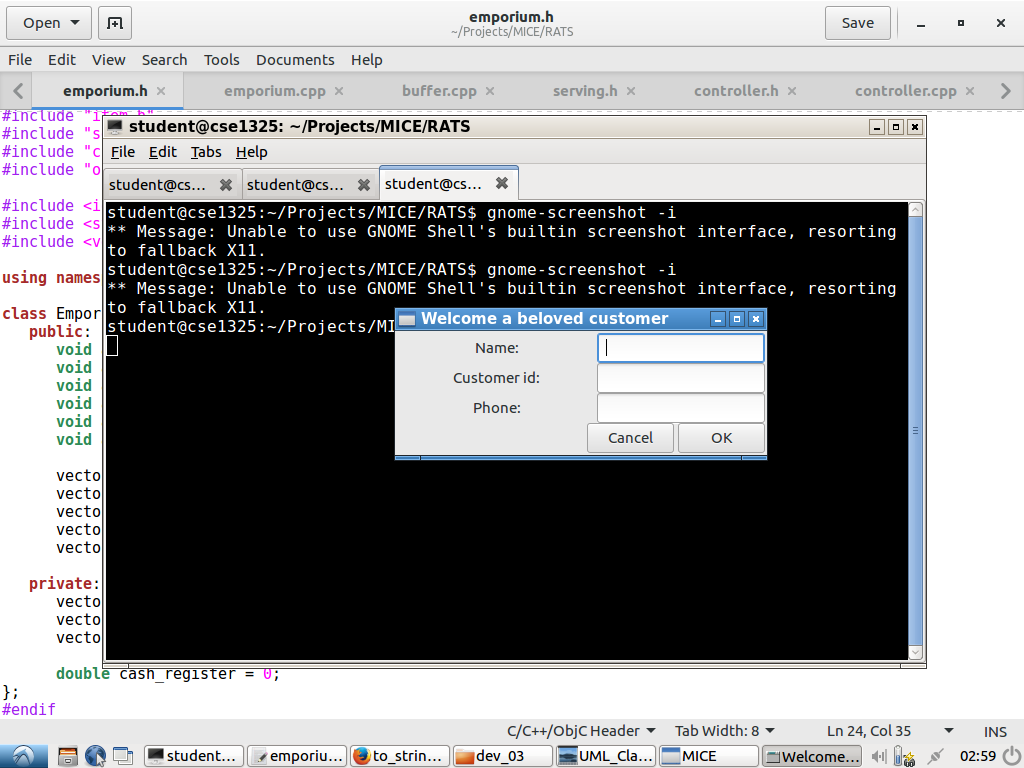 Open
emporium.h
~/Projects/MICE/RATS
Save
File Edit View Search Tools Documents Help
emporium.h emporium.cpp buffer.cpp serving.h controller.h controller.cpp
#include "item.h"
#include "s
#include "c
#include "o
#include <i
#include <s
#include <v
using names
class Empor
public:
void
void
void
void
void
void
vecto
vecto
vecto
vecto
vecto
private:
vecto
vecto
vecto
double cash_register = 0;
};
#endif
student@cse1325: ~/Projects/MICE/RATS
File Edit Tabs Help
student@cs... student@cs... student@cs...
student@cse1325:~/Projects/MICE/RATS$ gnome-screenshot -i
** Message: Unable to use GNOME Shell's builtin screenshot interface, resorting
to fallback X11.
student@cse1325:~/Projects/MICE/RATS$ gnome-screenshot -i
** Message: Unable to use GNOME Shell's builtin screenshot interface, resorting
to fallback X11.
student@cse1325:~/Projects/MI
Welcome a beloved customer
Name:
Customer id:
Phone:
Cancel OK
C/C++/ObjC Header Tab Width: 8 Ln 24, Col 35 INS
student... emporiu... to_strin... dev_03 UML_Cla... MICE Welcome... 02:59